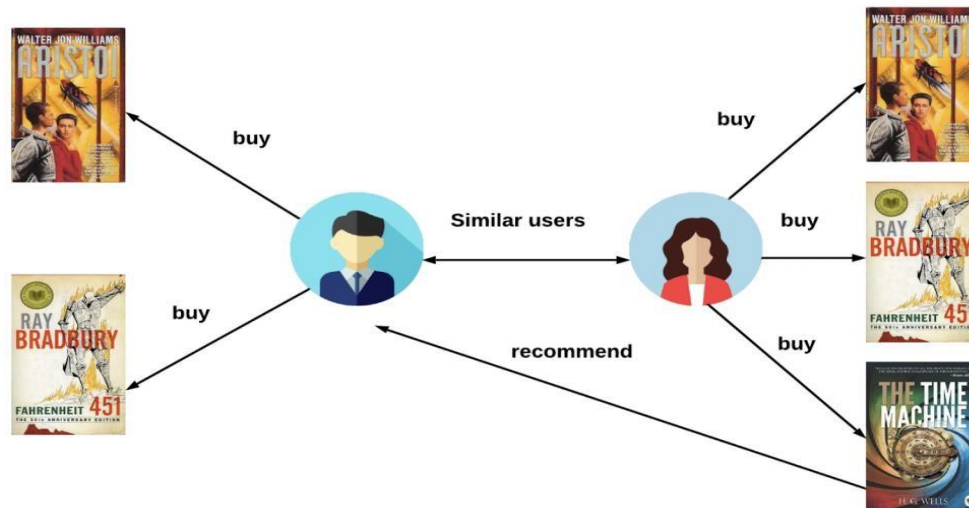 WALTER JON WILLIAMS
ARISTOI
buy
Similar users
buy
RAY
BRADBURY
FAHRENHEIT 451
THE 50th ANNIVERSARY EDITION
recommend
WALTER JON WILLIAMS
ARISTOI
buy
buy
RAY
BRADBURY
FAHRENHEIT 45
THE 50th ANNIVERSARY EDITION
buy
THE TIME
MACHINE
H. G. WELLS